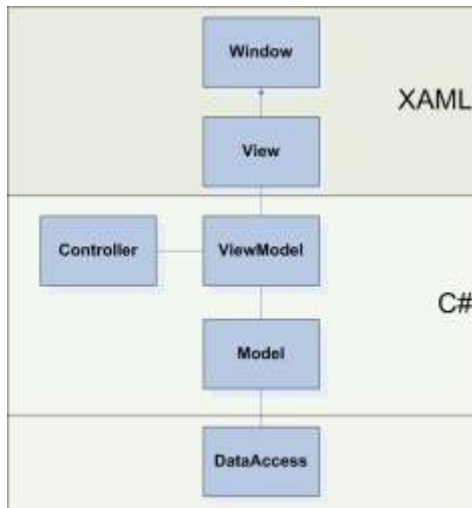 Window
XAML
View
Controller
ViewModel
C#
Model
DataAccess